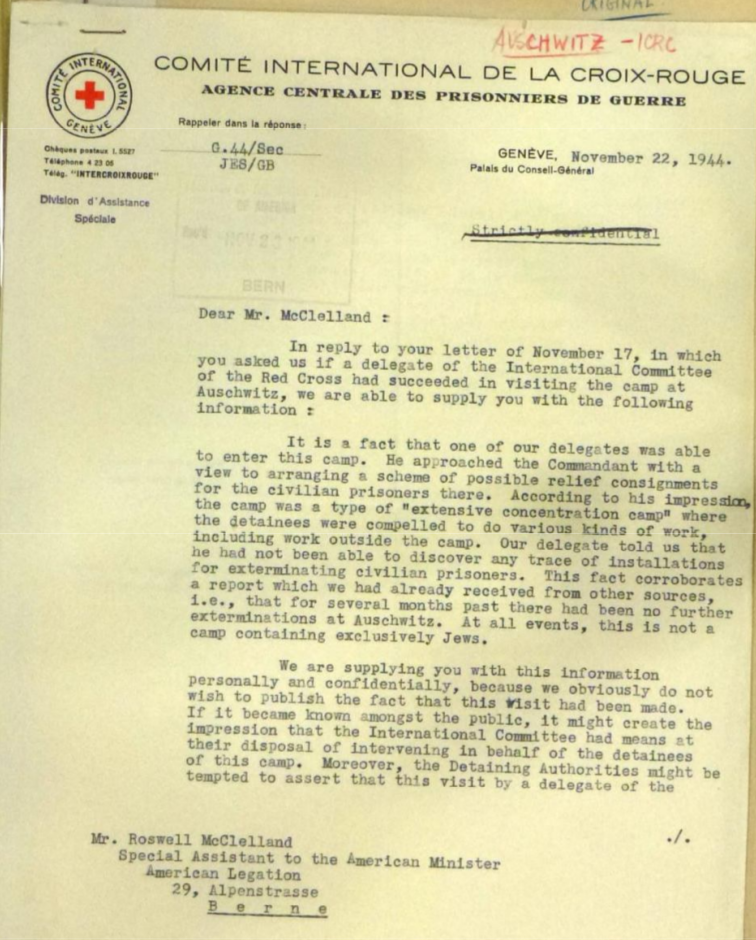 ORIGINAL
AUSCHWITZ - ICRC
COMITÉ INTERNATIONAL
GENÈVE
COMITÉ INTERNATIONAL DE LA CROIX-ROUGE
AGENCE CENTRALE DES PRISONNIERS DE GUERRE
Rappeler dans la réponse:
G.44/Sec
JES/GB
Chèques postaux I. 5527
Téléphone 4 23 05
Télég. "INTERCROIXROUGE"
Division d'Assistance
Spéciale
GENÈVE, November 22, 1944.
Palais du Conseil-Général
Strictly confidential
NOV 23
BERN
Dear Mr. McClelland :
In reply to your letter of November 17, in which
you asked us if a delegate of the International Committee
of the Red Cross had succeeded in visiting the camp at
Auschwitz, we are able to supply you with the following
information :
It is a fact that one of our delegates was able
to enter this camp. He approached the Commandant with a
view to arranging a scheme of possible relief consignments
for the civilian prisoners there. According to his impression,
the camp was a type of "extensive concentration camp" where
the detainees were compelled to do various kinds of work,
including work outside the camp. Our delegate told us that
he had not been able to discover any trace of installations
for exterminating civilian prisoners. This fact corroborates
a report which we had already received from other sources,
i.e., that for several months past there had been no further
exterminations at Auschwitz. At all events, this is not a
camp containing exclusively Jews.
We are supplying you with this information
personally and confidentially, because we obviously do not
wish to publish the fact that this visit had been made.
If it became known amongst the public, it might create the
impression that the International Committee had means at
their disposal of intervening in behalf of the detainees
of this camp. Moreover, the Detaining Authorities might be
tempted to assert that this visit by a delegate of the
./.
Mr. Roswell McClelland
Special Assistant to the American Minister
American Legation
29, Alpenstrasse
B e r n e